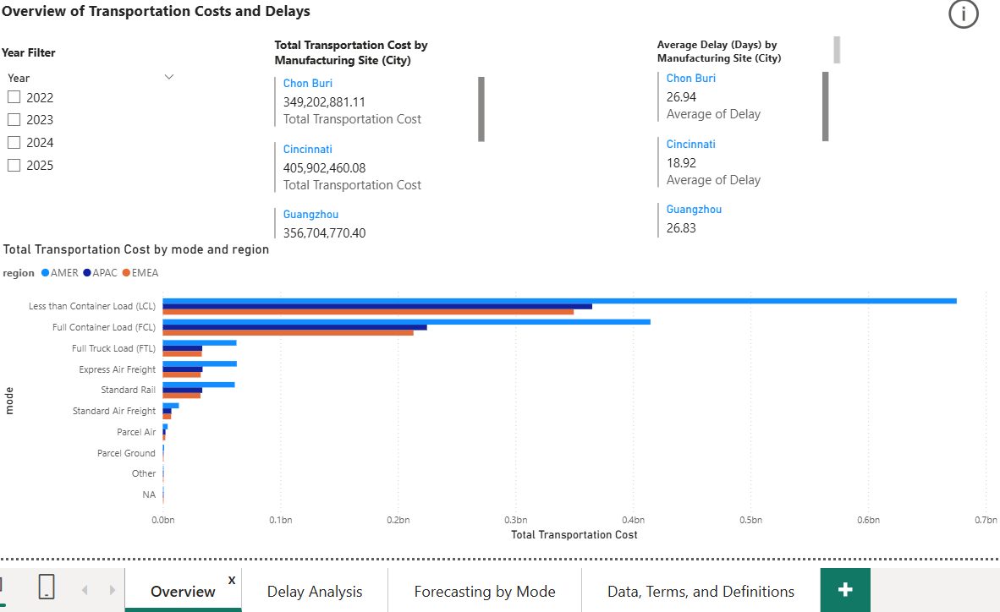 Overview of Transportation Costs and Delays
Year Filter
Year
2022
2023
2024
2025
Total Transportation Cost by
Manufacturing Site (City)
Chon Buri
349,202,881.11
Total Transportation Cost
Cincinnati
405,902,460.08
Total Transportation Cost
Guangzhou
356,704,770.40
Average Delay (Days) by
Manufacturing Site (City)
Chon Buri
26.94
Average of Delay
Cincinnati
18.92
Average of Delay
Guangzhou
26.83
Total Transportation Cost by mode and region
region AMER APAC EMEA
mode
Less than Container Load (LCL)
Full Container Load (FCL)
Full Truck Load (FTL)
Express Air Freight
Standard Rail
Standard Air Freight
Parcel Air
Parcel Ground
Other
NA
0.0bn 0.1bn 0.2bn 0.3bn 0.4bn 0.5bn 0.6bn 0.7bn
Total Transportation Cost
Overview x Delay Analysis Forecasting by Mode Data, Terms, and Definitions +